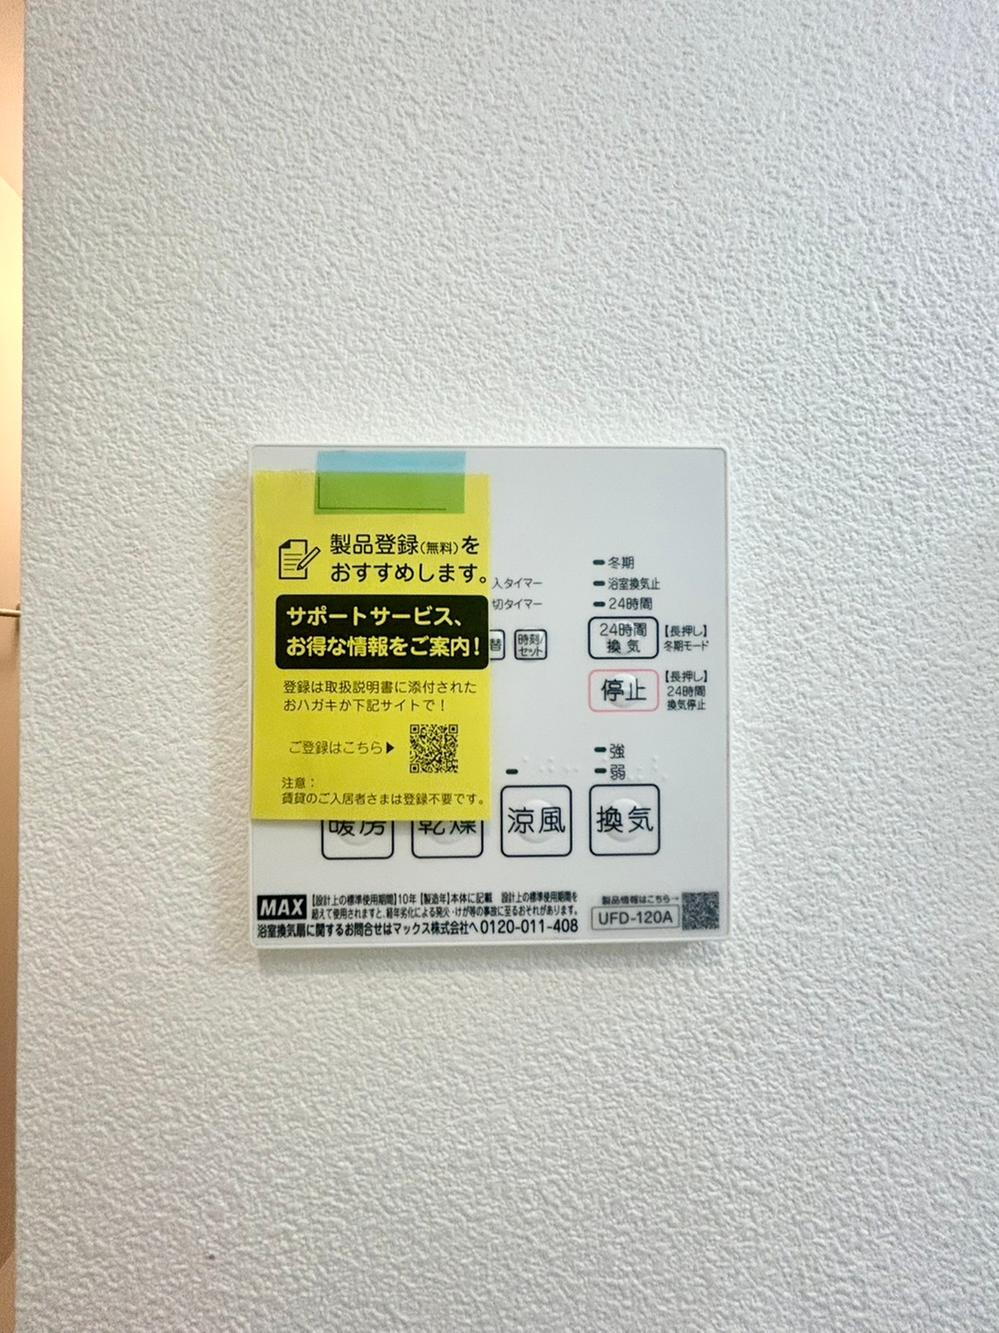 製品登録(無料)を
おすすめします。
サポートサービス、
お得な情報をご案内!
登録は取扱説明書に添付された
おハガキか下記サイトで!
ご登録はこちら▶
注意:
賃貸のご入居者さまは登録不要です。
入タイマー
切タイマー
替
時刻/
セット
冬期
浴室換気止
24時間
24時間
換気
【長押し】
冬期モード
停止
【長押し】
24時間
換気停止
強
弱
暖房
乾燥
涼風
換気
MAX
【設計上の標準使用期間】10年【製造年】本体に記載 設計上の標準使用期間を
超えて使用されますと、経年劣化による発火・けが等の事故に至るおそれがあります。
浴室換気扇に関するお問合せはマックス株式会社へ0120-011-408
製品情報はこちら→
UFD-120A